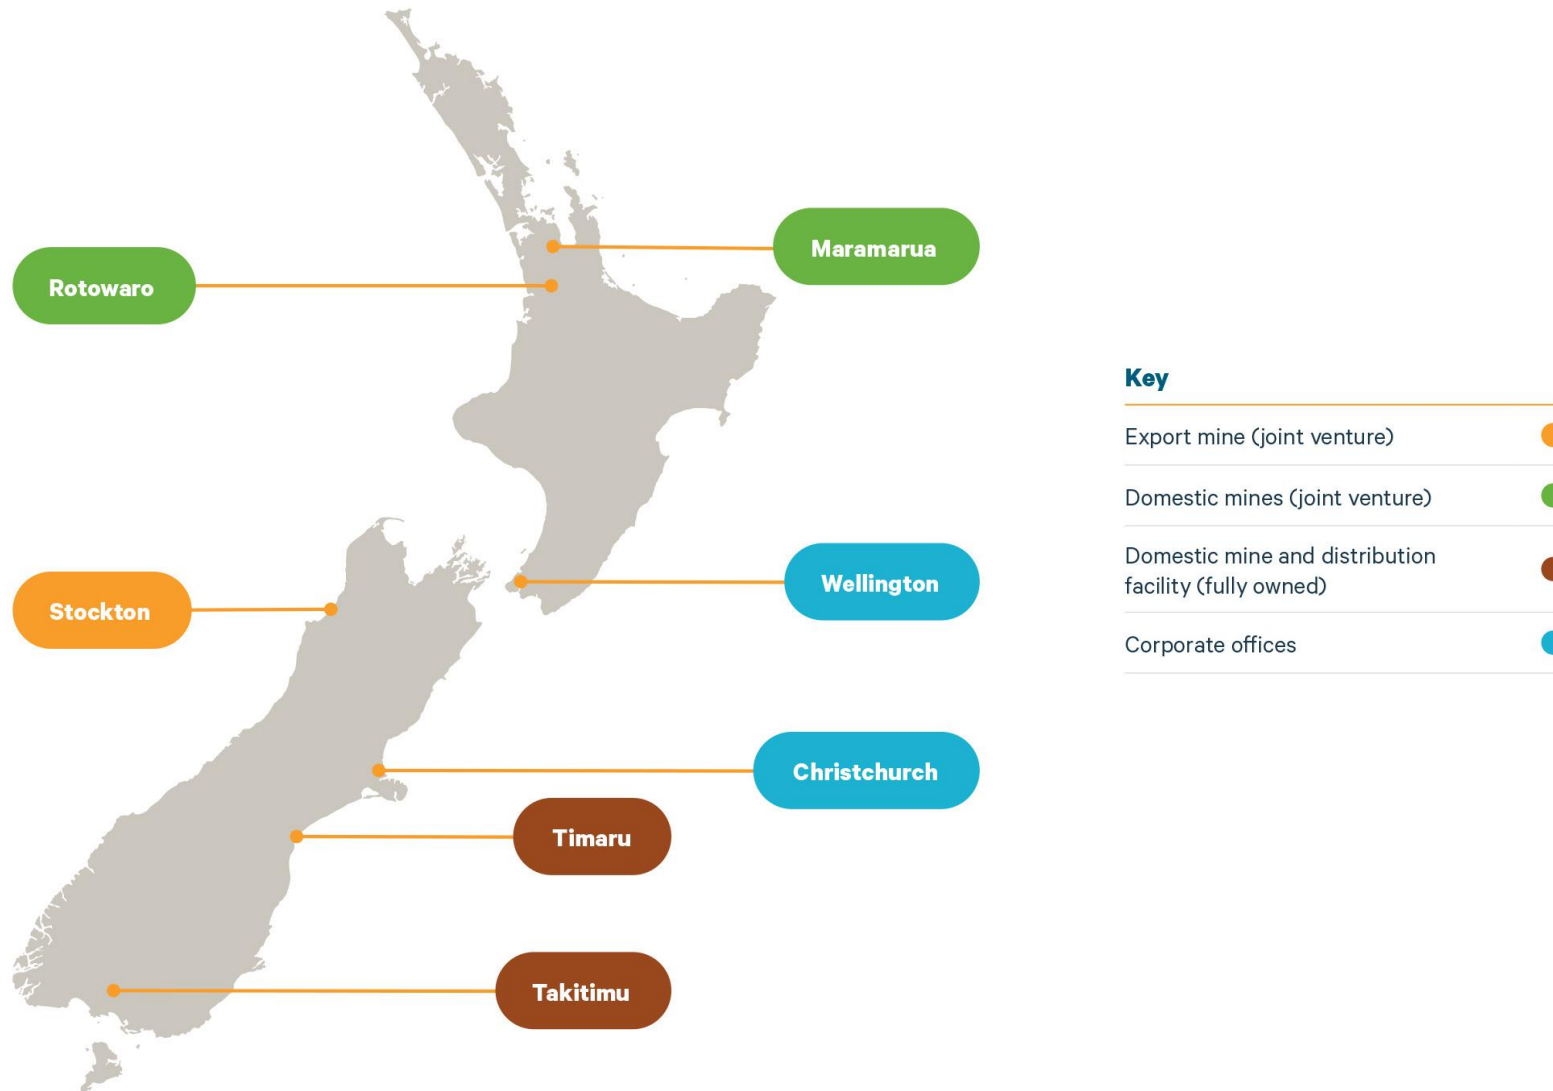 Maramarua
Rotowaro
Wellington
Stockton
Christchurch
Timaru
Takitimu
Key
Export mine (joint venture)
Domestic mines (joint venture)
Domestic mine and distribution
facility (fully owned)
Corporate offices